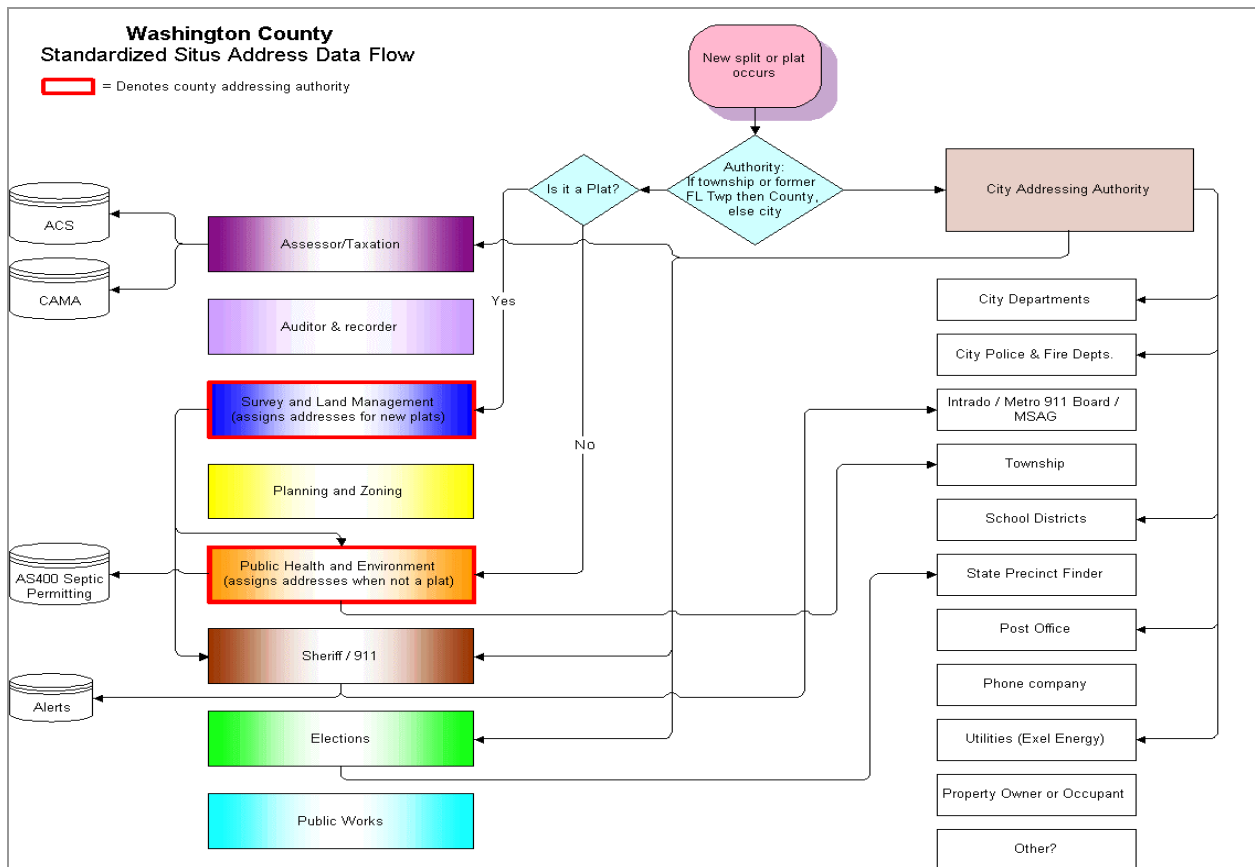 Washington County
Standardized Situs Address Data Flow
= Denotes county addressing authority
New split or plat
occurs
Authority:
If township or former
FL Twp then County,
else city
Is it a Plat?
City Addressing Authority
ACS
CAMA
Assessor/Taxation
Auditor & recorder
Yes
Survey and Land Management
(assigns addresses for new plats)
No
Planning and Zoning
Public Health and Environment
(assigns addresses when not a plat)
AS400 Septic
Permitting
Sheriff / 911
Alerts
Elections
Public Works
City Departments
City Police & Fire Depts.
Intrado / Metro 911 Board /
MSAG
Township
School Districts
State Precinct Finder
Post Office
Phone company
Utilities (Exel Energy)
Property Owner or Occupant
Other?